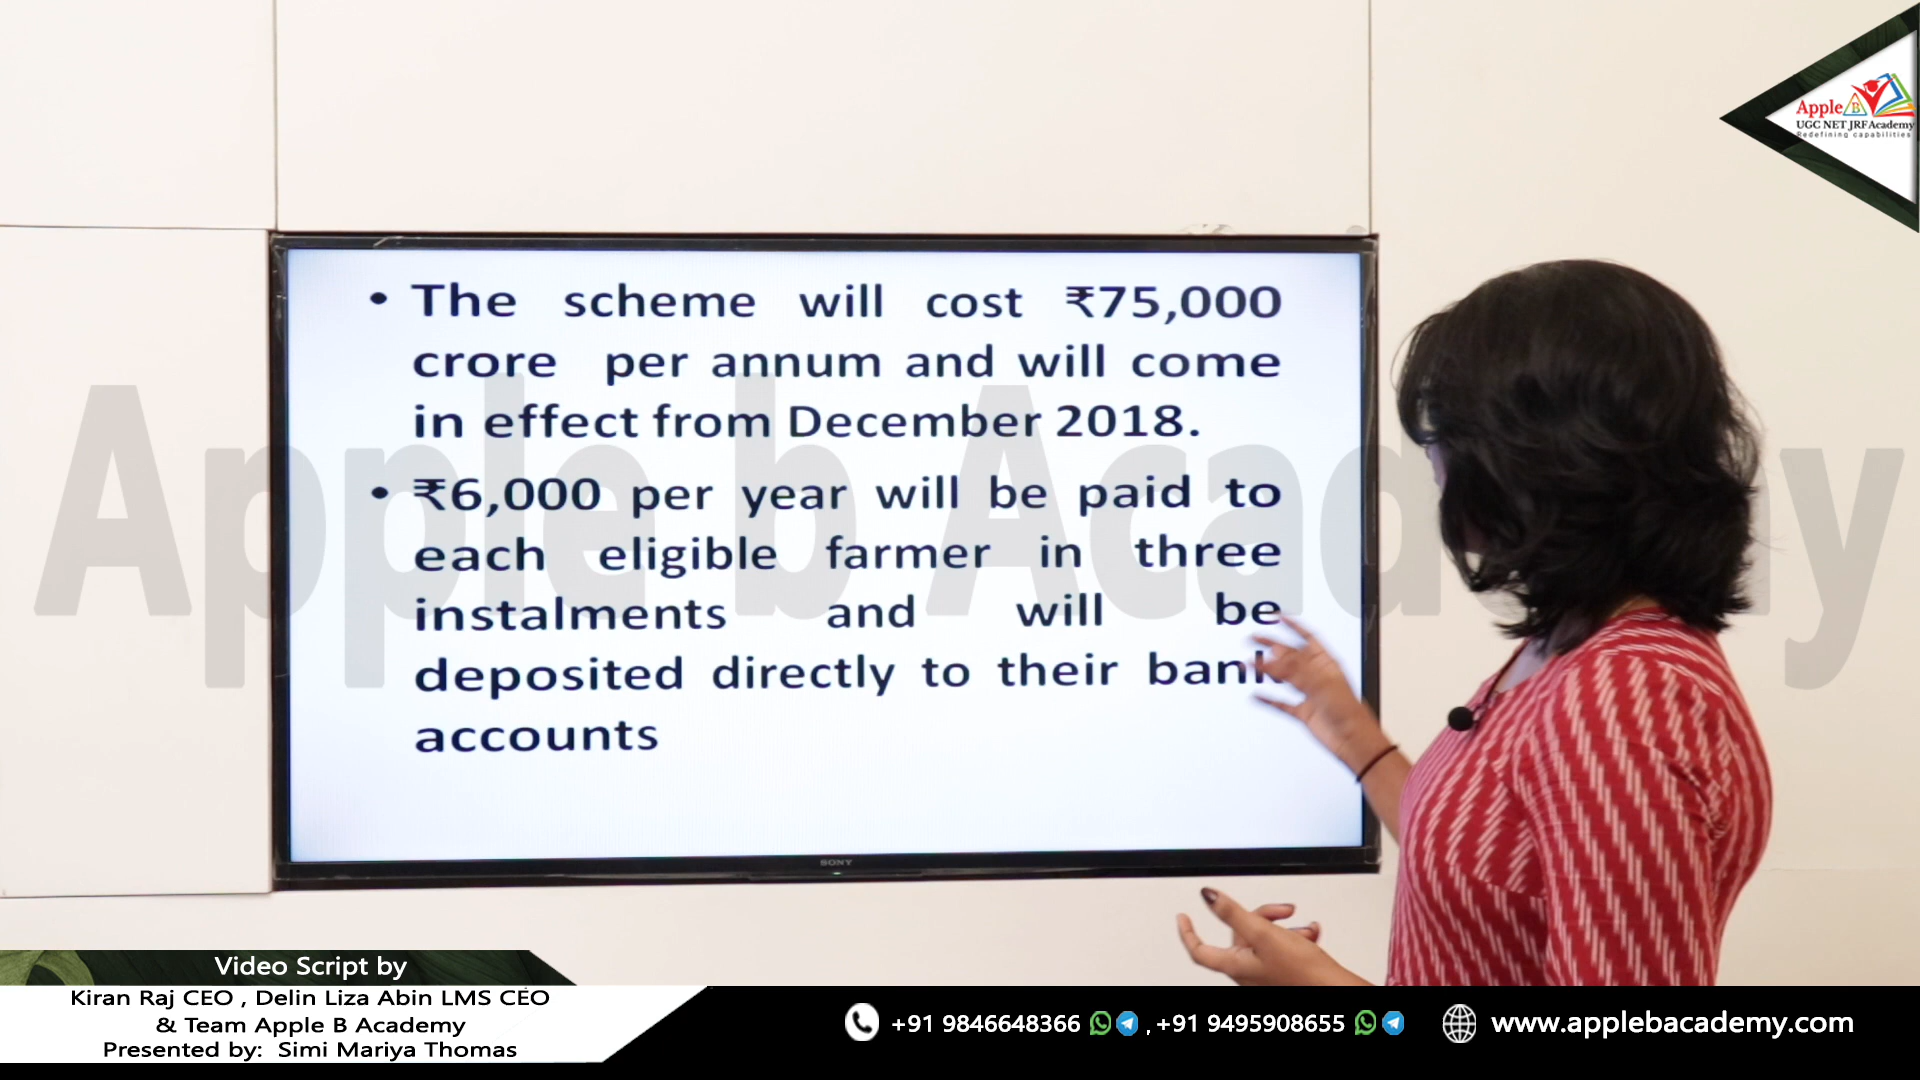 Apple B
UGC NET JRF Academy
Redefining capabilities
• The scheme will cost ₹75,000
crore per annum and will come
in effect from December 2018.
• ₹6,000 per year will be paid to
each eligible farmer in three
instalments and will be
deposited directly to their bank
accounts
Apple b Academy
SONY
Video Script by
Kiran Raj CEO , Delin Liza Abin LMS CEO
& Team Apple B Academy
Presented by: Simi Mariya Thomas
+91 9846648366 , +91 9495908655
www.applebacademy.com